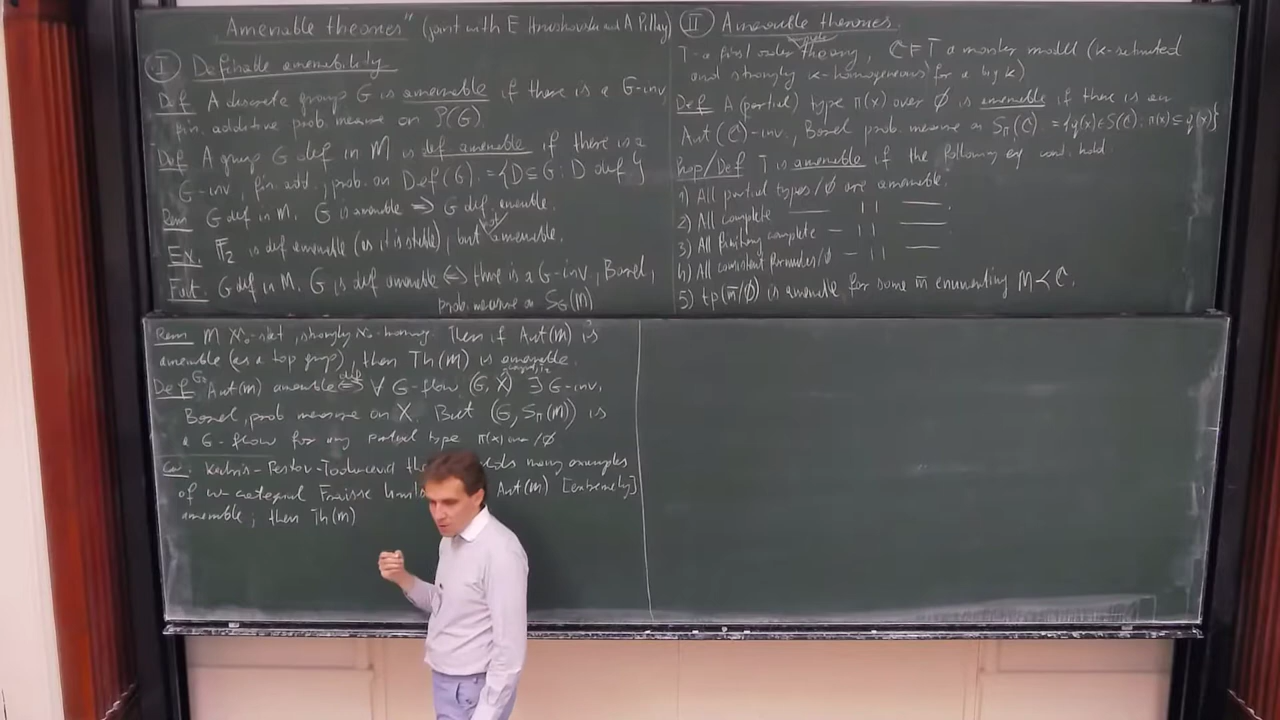 Amenable theories" (joint with E Hrushovski and A Pillay)
I Definable amenability
Def A discrete group G is amenable if there is a G-inv,
fin. additive prob. measure on P(G).
Def A group G def in M is def amenable if there is a
G-inv, fin. add., prob. on Def(G). = {D ⊆ G : D def.}
Rem G def in M. G is amenable ⇒ G def. amenable.
Ex. F₂ is def amenable (as it is stable), but not amenable.
Fact. G def in M. G is def amenable ⇔ there is a G-inv., Borel,
prob. measure on S_G(M)
II Amenable theories.
T - a first order theory, ℂ ⊨ T a monster model (κ-saturated
and strongly κ-homogeneous) for a big κ)
Def A (partial) type π(x) over ∅ is amenable if there is an
Aut(ℂ)-inv, Borel prob. measure on S_π(ℂ). = {q(x) ∈ S(ℂ) : π(x) ⊆ q(x)}
Prop/Def T is amenable if the following eq cond. hold.
1) All partial types/∅ are amenable.
2) All complete — 11 —.
3) All finitary complete — 11 —
4) All consistent formulas/∅ — 11
5) tp(m̄/∅) is amenable for some m̄ enumerating M ≺ ℂ.
Rem M ℵ₀-sat, strongly ℵ₀-homog. Then if Aut(M) is
amenable (as a top group), then Th(M) is amenable.
Def G = Aut(M) amenable ⇔ ∀ G-flow (G, X) ∃ G-inv,
Borel, prob measure on X. But (G, S_π(M)) is
a G-flow for any partial type π(x) over/∅
Kechris-Pestov-Todorcevic many examples
of ω-categorical Fraisse Aut(M) [extremely]
amenable; then Th(M)